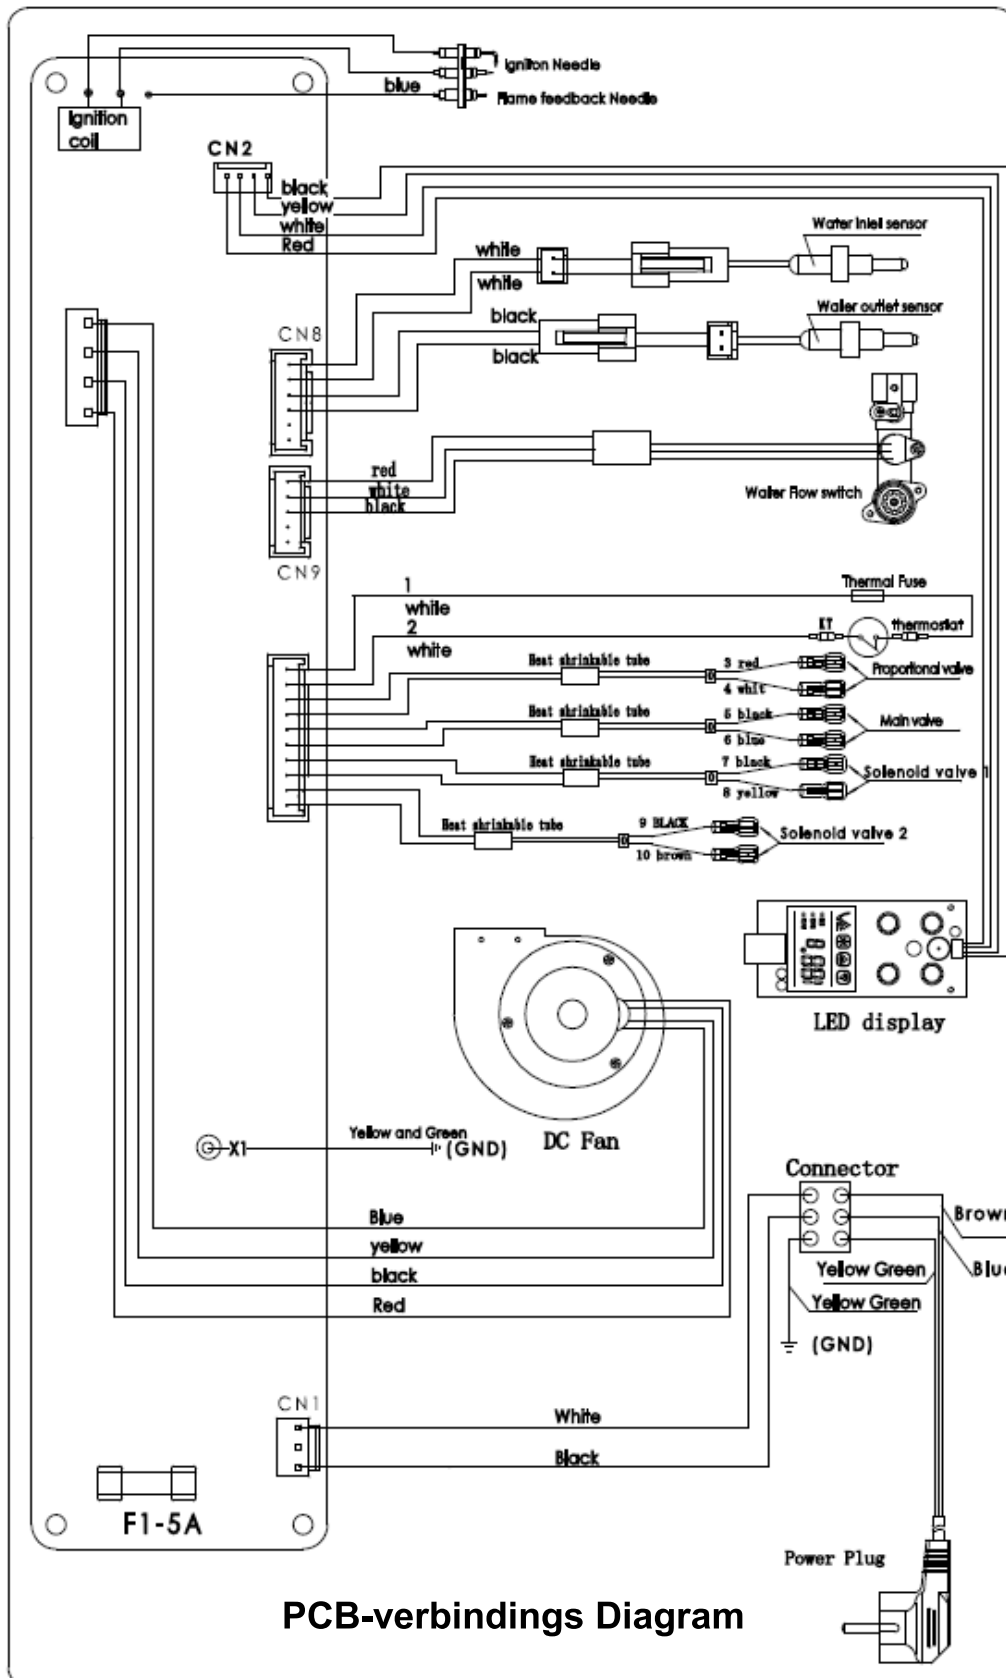 Ignition Needle
blue
Flame feedback Needle
Ignition
coil
CN2
black
yellow
white
Red
Water inlet sensor
white
white
Water outlet sensor
black
black
CN8
red
white
black
Water Flow switch
CN9
1
white
2
white
Thermal Fuse
KT
thermostat
Heat shrinkable tube
3 red
4 whit
Proportional valve
Heat shrinkable tube
5 black
6 blue
Main valve
Heat shrinkable tube
7 black
8 yellow
Solenoid valve 1
Heat shrinkable tube
9 BLACK
10 brown
Solenoid valve 2
LED display
DC Fan
X1
Yellow and Green
(GND)
Connector
Blue
yellow
black
Red
Brown
Blue
Yellow Green
Yellow Green
(GND)
CN1
White
Black
F1-5A
Power Plug
PCB-verbindings Diagram